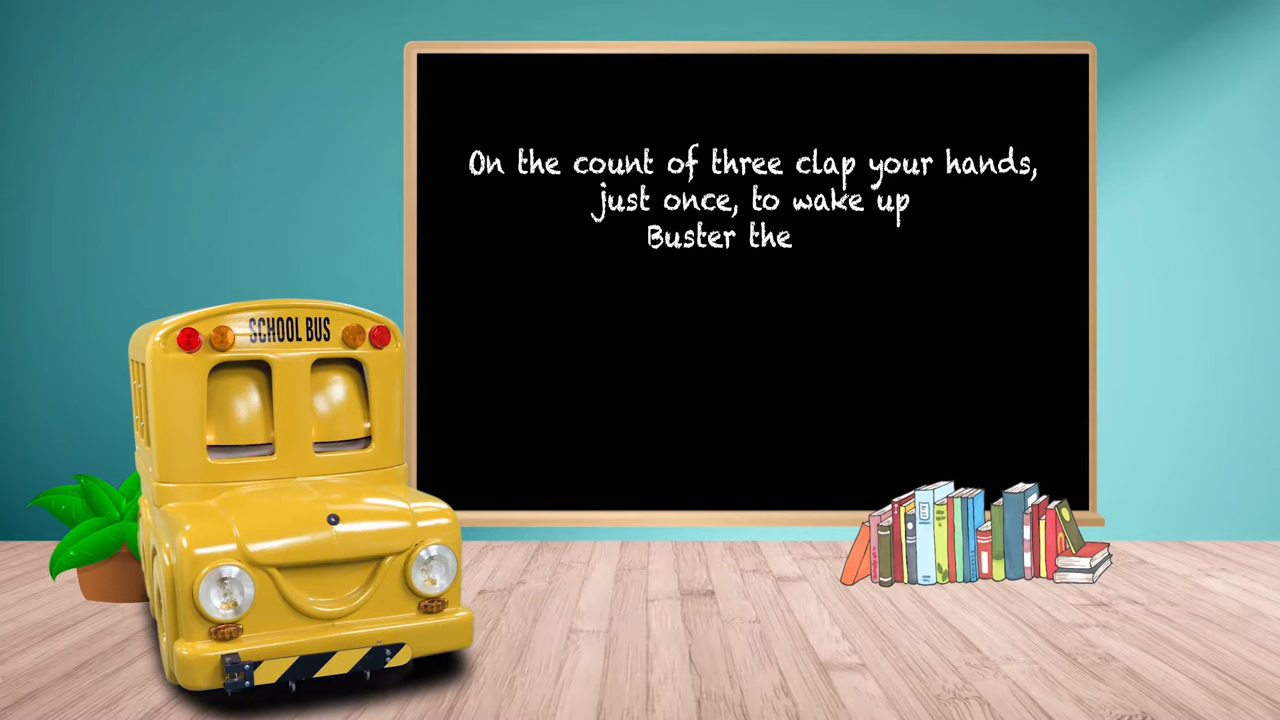 On the count of three clap your hands,
just once, to wake up
Buster the
SCHOOL BUS